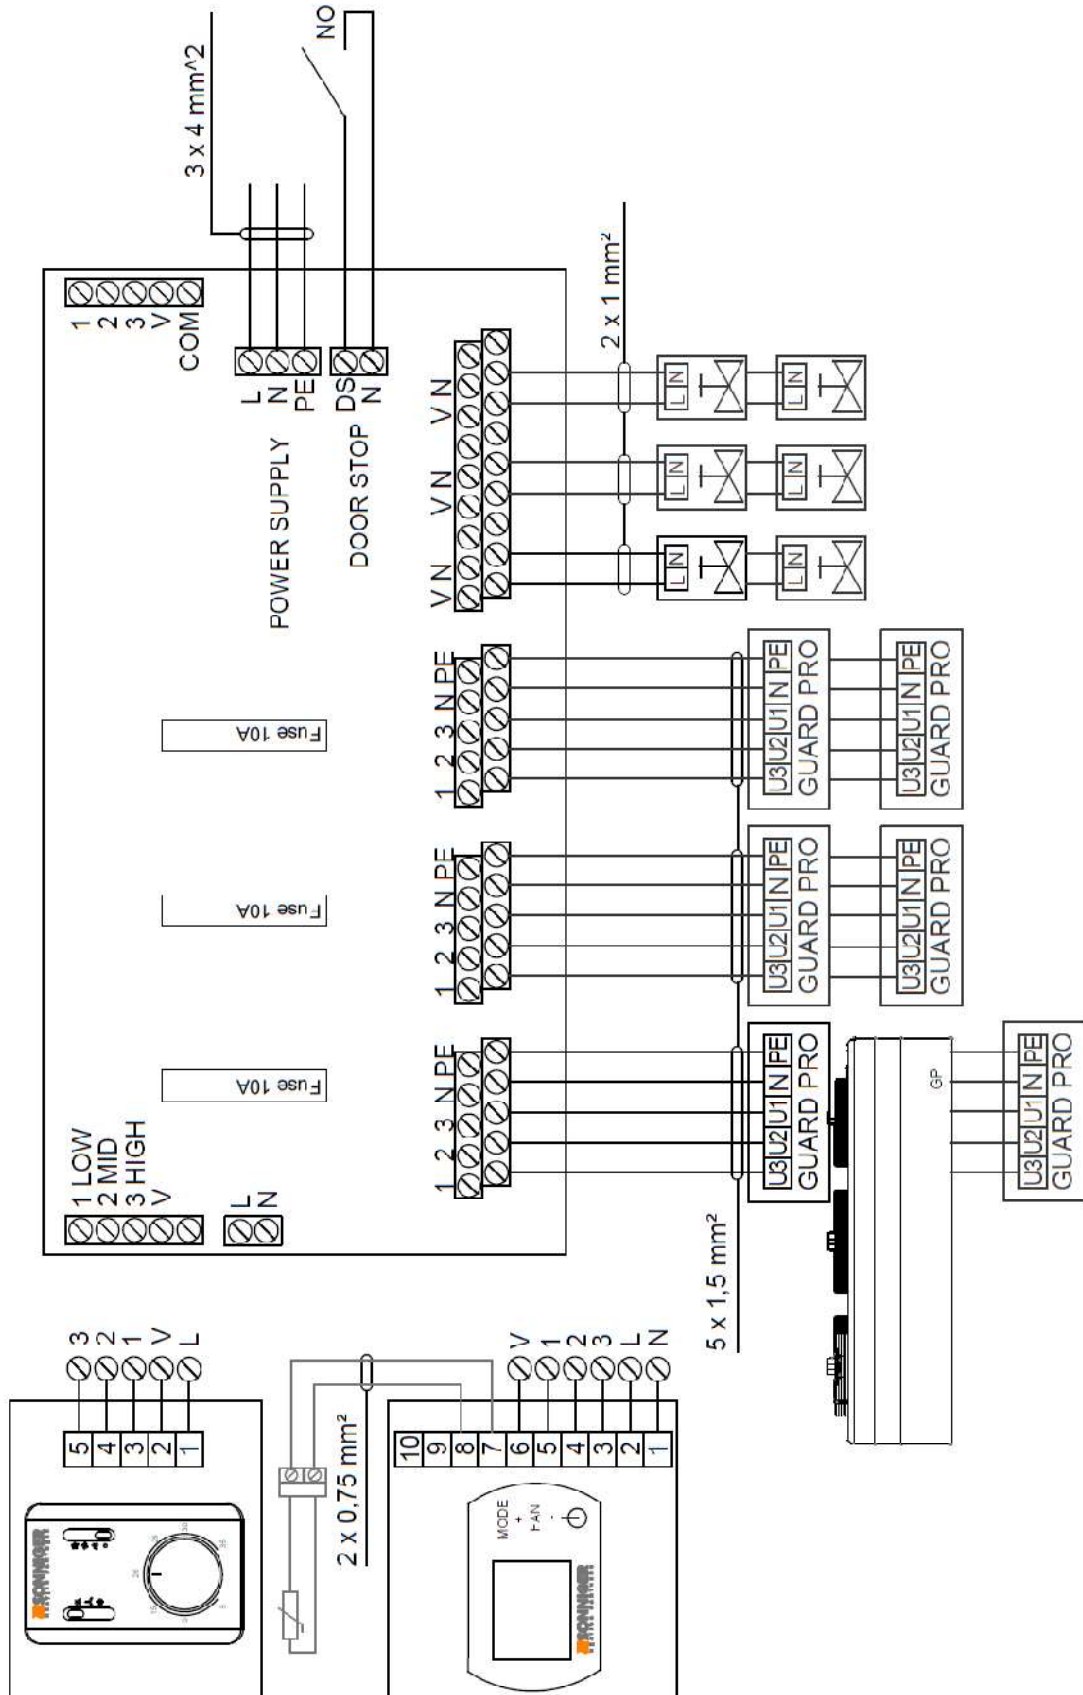 3 x 4 mm^2
NO
1
2
3
V
COM
L
N
PE
POWER SUPPLY
DS
N
DOOR STOP
2 x 1 mm²
V N
V N
V N
L N
L N
L N
L N
L N
L N
Fuse 10A
Fuse 10A
Fuse 10A
1 2 3 N PE
1 2 3 N PE
1 2 3 N PE
U3 U2 U1 N PE
GUARD PRO
U3 U2 U1 N PE
GUARD PRO
U3 U2 U1 N PE
GUARD PRO
U3 U2 U1 N PE
GUARD PRO
U3 U2 U1 N PE
GUARD PRO
U3 U2 U1 N PE
GUARD PRO
GP
1 LOW
2 MID
3 HIGH
V
L
N
5 x 1,5 mm²
5 3
4 2
3 1
2 V
1 L
SONNIGER
2 x 0,75 mm²
10
9
8
7
6 V
5 1
4 2
3 3
2 L
1 N
MODE
+
FAN
-
SONNIGER